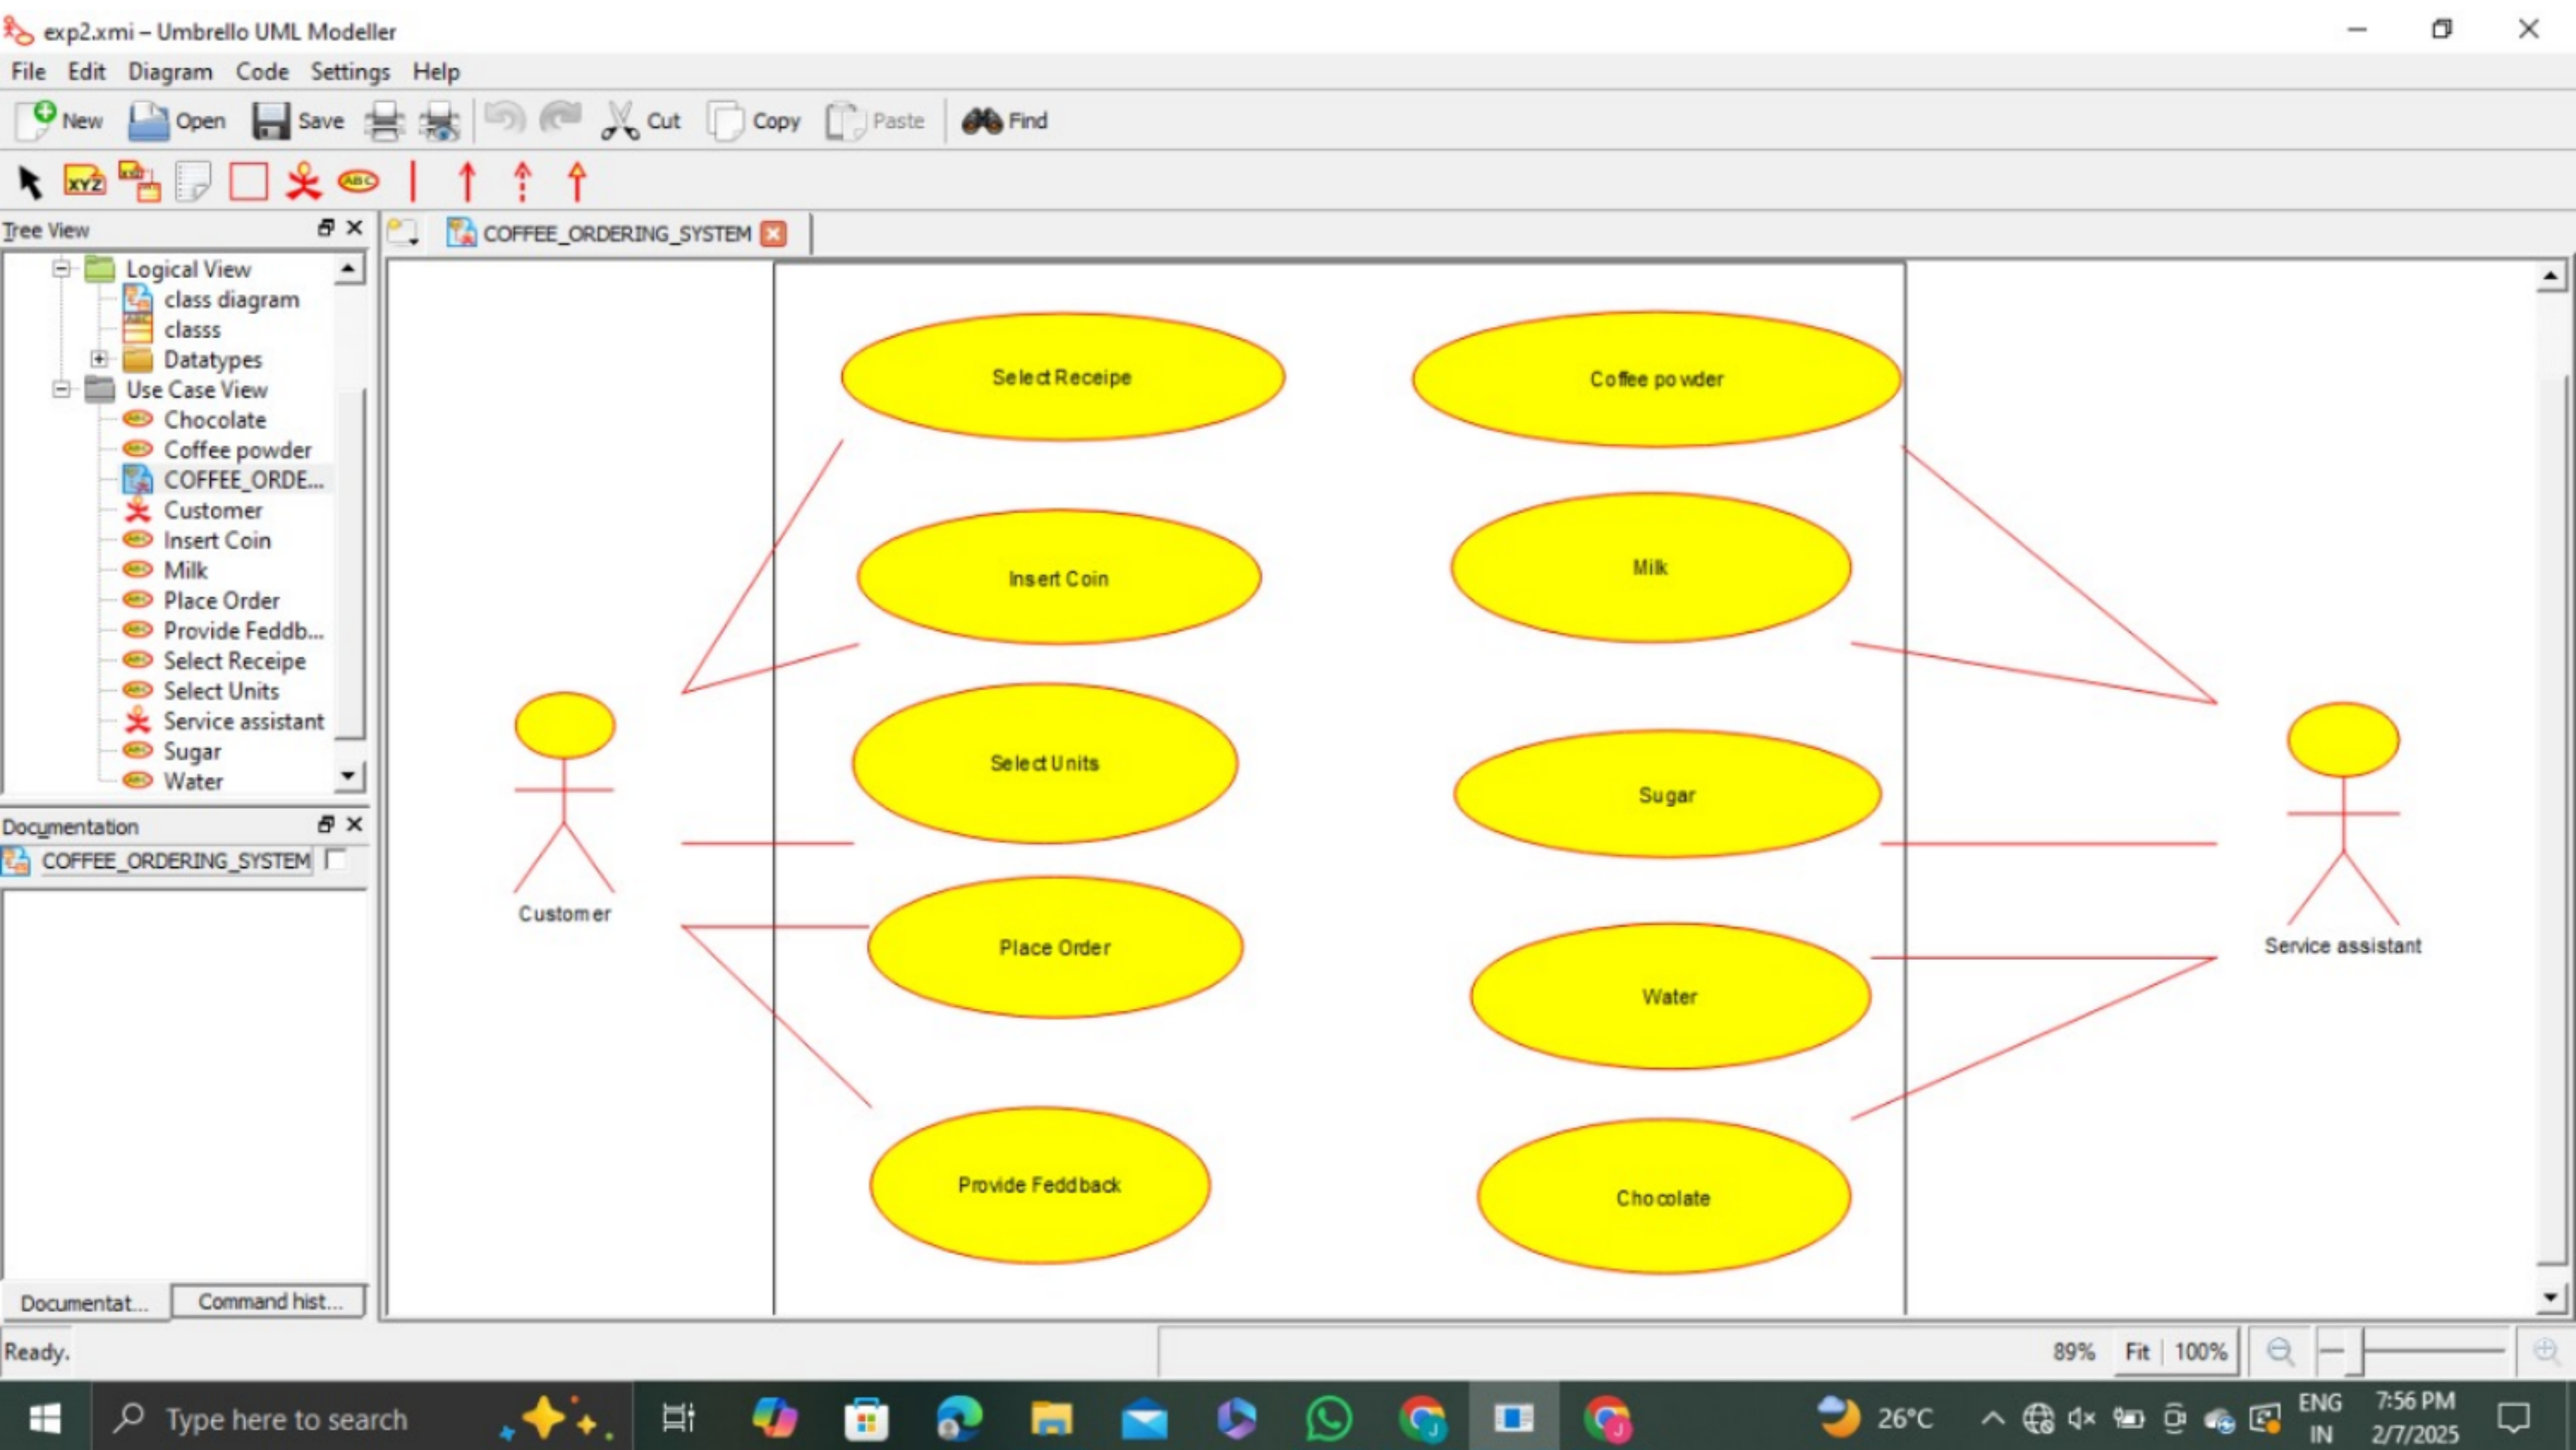 exp2.xmi – Umbrello UML Modeller
File Edit Diagram Code Settings Help
New Open Save Cut Copy Paste Find
XYZ XYZ ABC
Tree View
COFFEE_ORDERING_SYSTEM
Logical View
class diagram
classs
Datatypes
Use Case View
Chocolate
Coffee powder
COFFEE_ORDE...
Customer
Insert Coin
Milk
Place Order
Provide Feddb...
Select Receipe
Select Units
Service assistant
Sugar
Water
Documentation
COFFEE_ORDERING_SYSTEM
Documentat... Command hist...
Select Receipe
Insert Coin
Select Units
Place Order
Provide Feddback
Customer
Coffee powder
Milk
Sugar
Water
Chocolate
Service assistant
Ready.
89% Fit 100%
Type here to search
26°C
ENG
IN
7:56 PM
2/7/2025